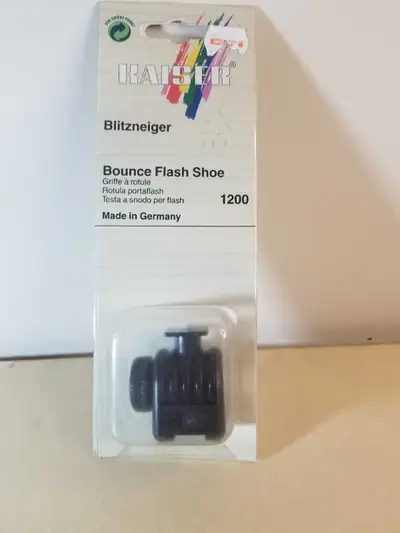 KAISER®
Blitzneiger
Bounce Flash Shoe
Griffe à rotule
Rotula portaflash
Testa a snodo per flash 1200
Made in Germany